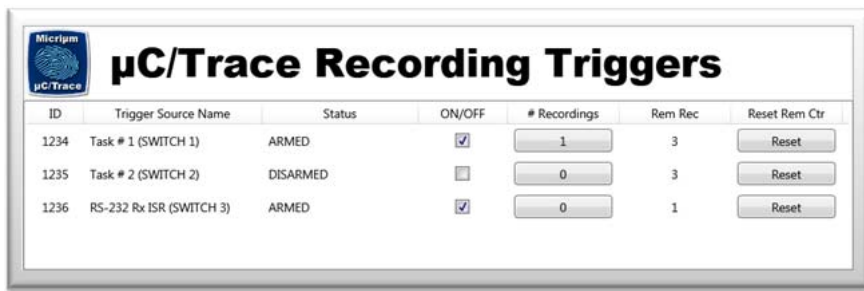 Micriµm
µC/Trace
µC/Trace Recording Triggers
ID Trigger Source Name Status ON/OFF # Recordings Rem Rec Reset Rem Ctr
1234 Task # 1 (SWITCH 1) ARMED 1 3 Reset
1235 Task # 2 (SWITCH 2) DISARMED 0 3 Reset
1236 RS-232 Rx ISR (SWITCH 3) ARMED 0 1 Reset